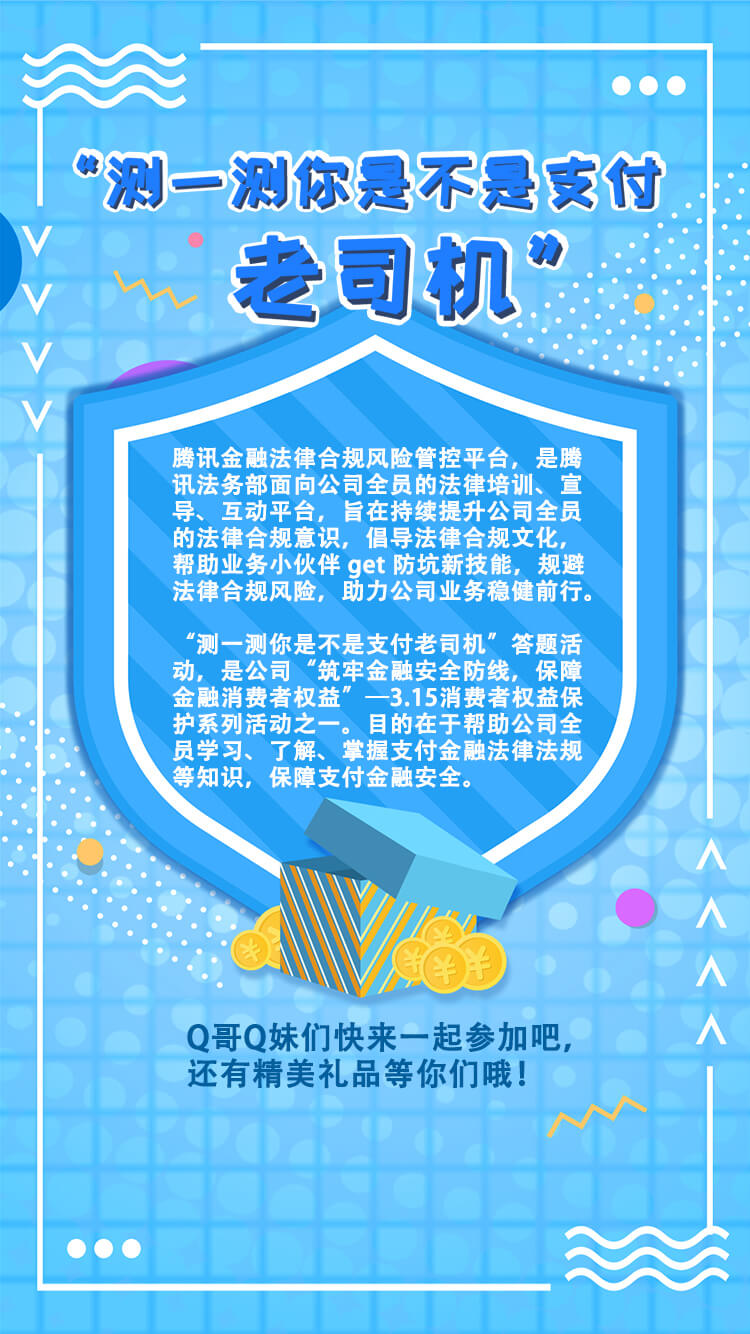 “测一测你是不是支付
老司机”
腾讯金融法律合规风险管控平台，是腾
讯法务部面向公司全员的法律培训、宣
导、互动平台，旨在持续提升公司全员
的法律合规意识，倡导法律合规文化，
帮助业务小伙伴 get 防坑新技能，规避
法律合规风险，助力公司业务稳健前行。
“测一测你是不是支付老司机”答题活
动，是公司“筑牢金融安全防线，保障
金融消费者权益”—3.15消费者权益保
护系列活动之一。目的在于帮助公司全
员学习、了解、掌握支付金融法律法规
等知识，保障支付金融安全。
¥
¥
¥
¥
Q哥Q妹们快来一起参加吧，
还有精美礼品等你们哦！